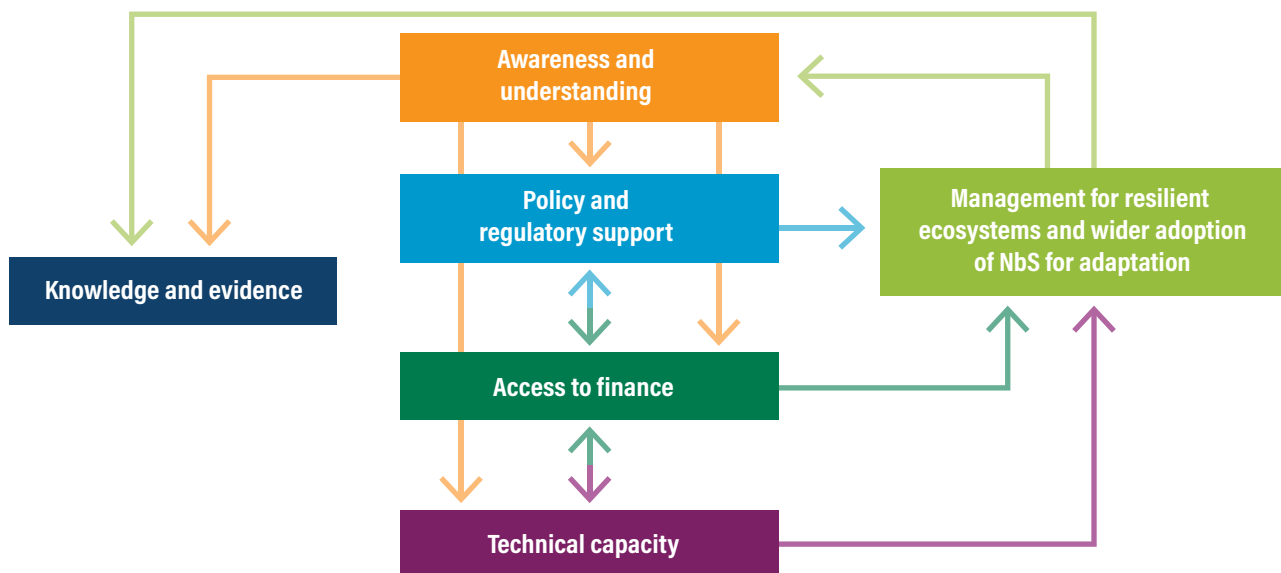 Awareness and
understanding
Policy and
regulatory support
Management for resilient
ecosystems and wider adoption
of NbS for adaptation
Knowledge and evidence
Access to finance
Technical capacity